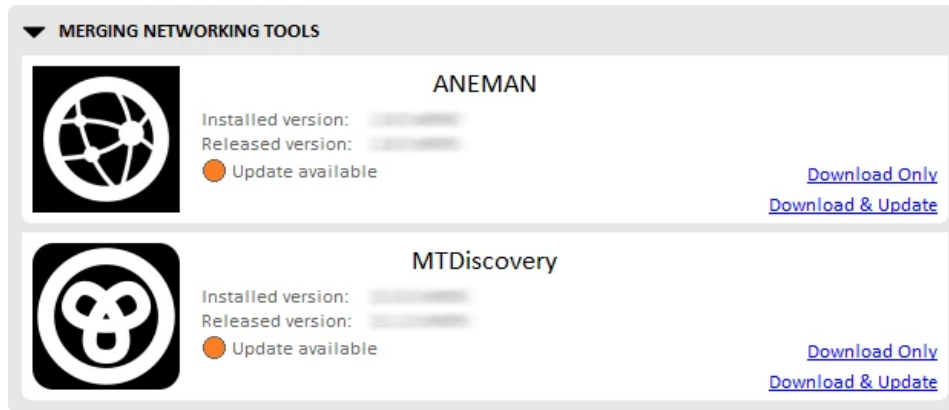 MERGING NETWORKING TOOLS
ANEMAN
Installed version:
Released version:
Update available
Download Only
Download & Update
MTDiscovery
Installed version:
Released version:
Update available
Download Only
Download & Update